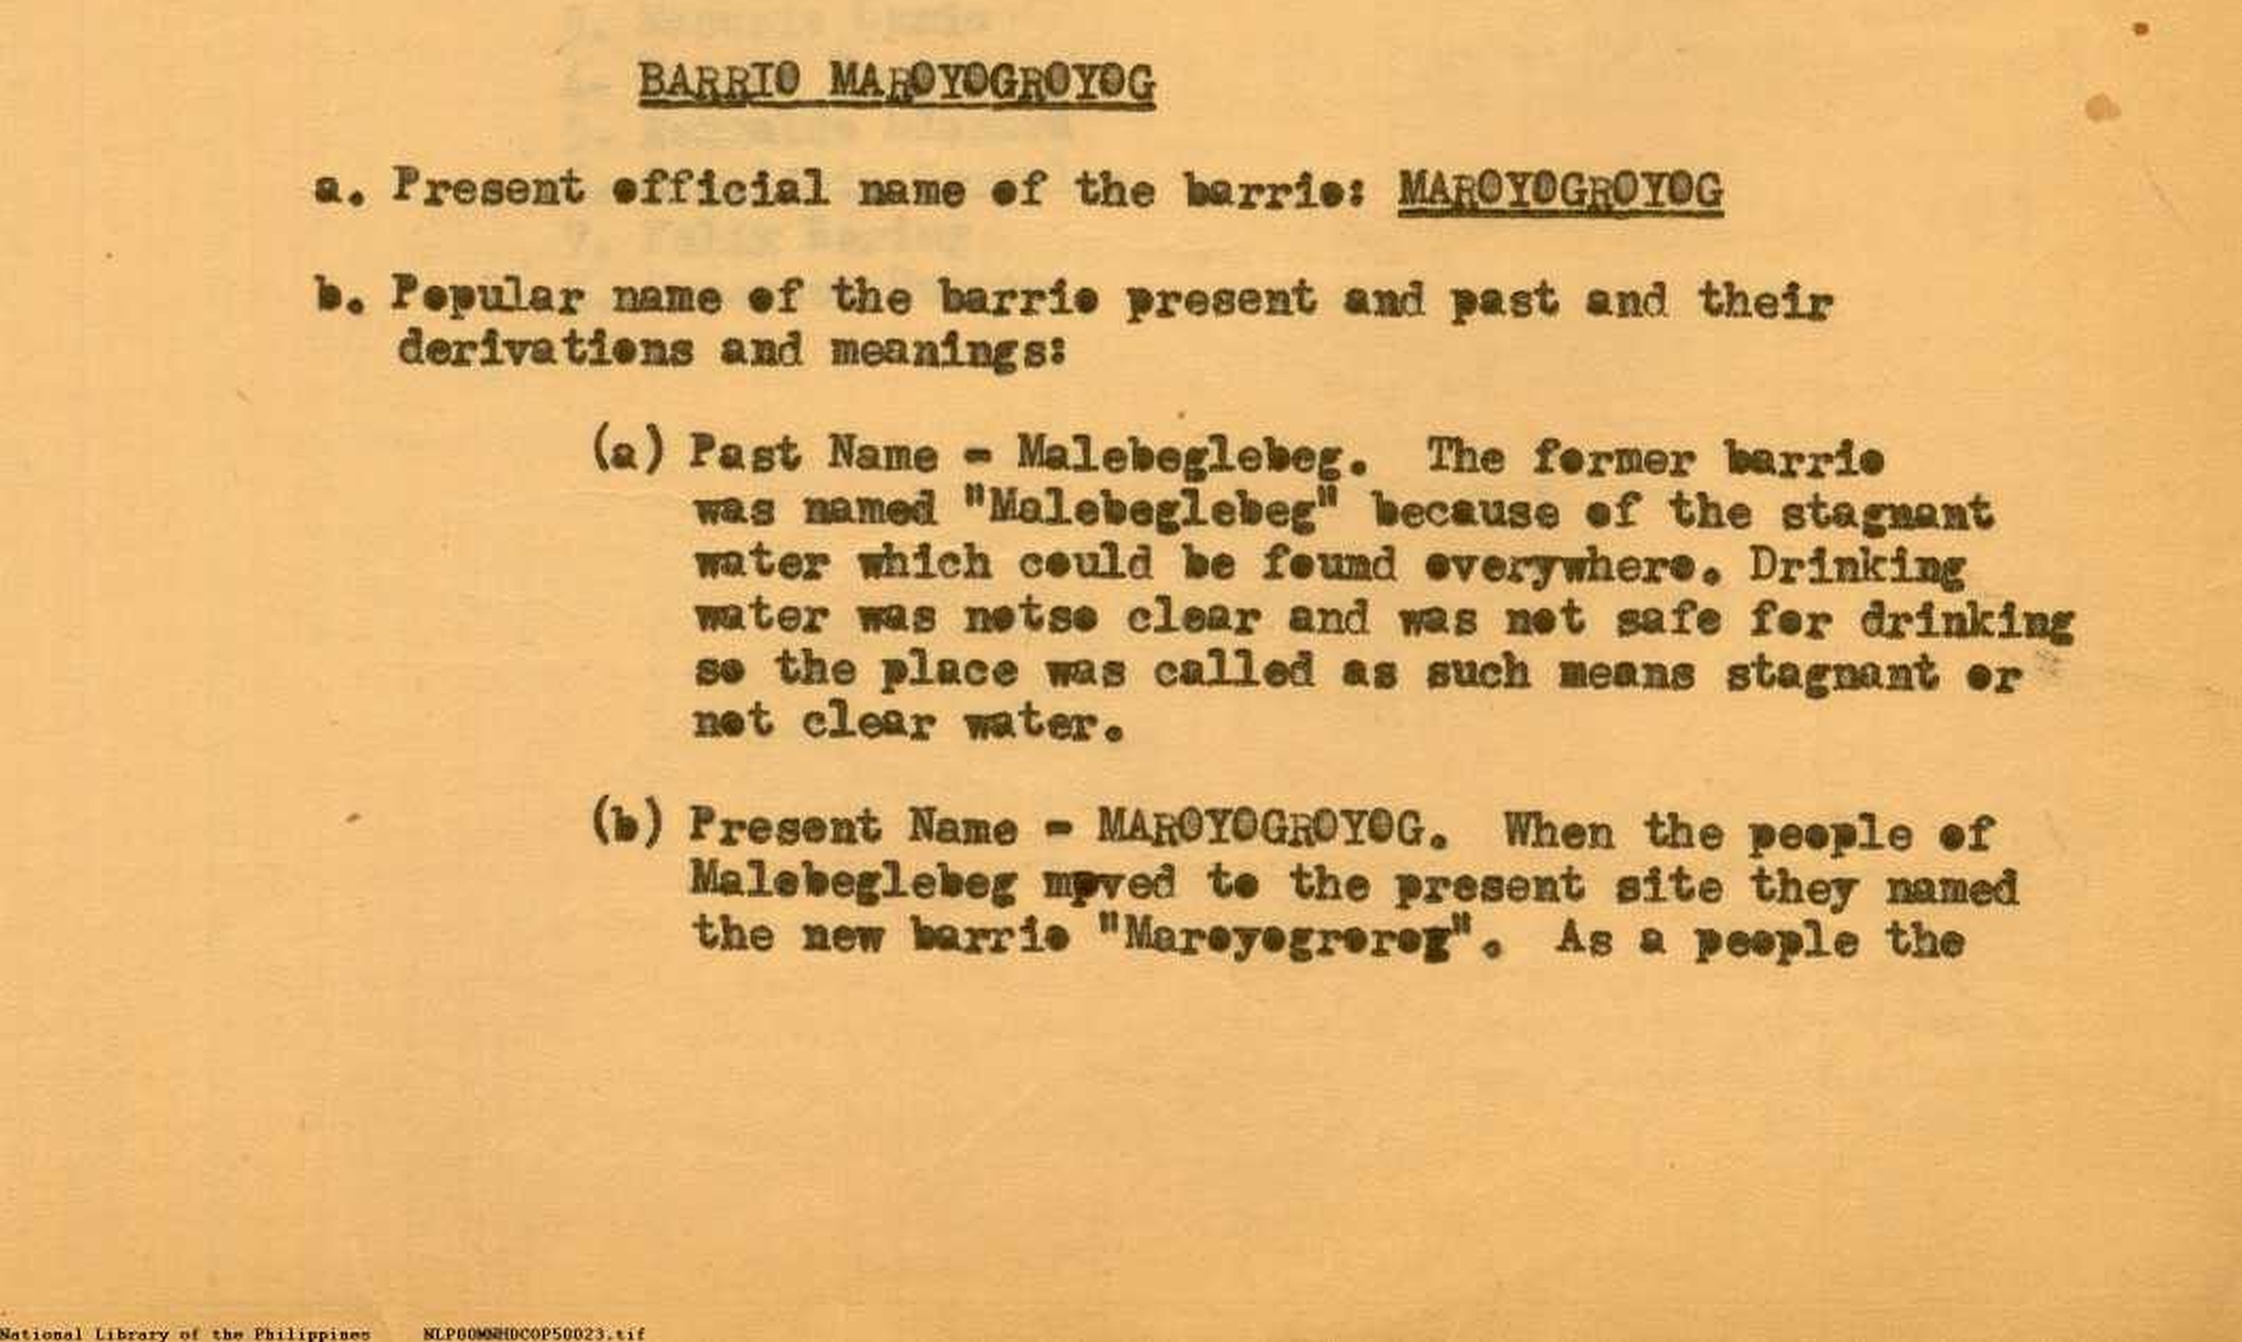 BARRIO MAROYOGROYOG
a. Present official name of the barrio: MAROYOGROYOG
b. Popular name of the barrio present and past and their
derivations and meanings:
(a) Past Name - Malebeglebeg. The former barrio
was named "Malebeglebeg" because of the stagnant
water which could be found everywhere. Drinking
water was notso clear and was not safe for drinking
so the place was called as such means stagnant or
not clear water.
(b) Present Name - MAROYOGROYOG. When the people of
Malebeglebeg moved to the present site they named
the new barrio "Maroyogrorog". As a people the
National Library of the Philippines